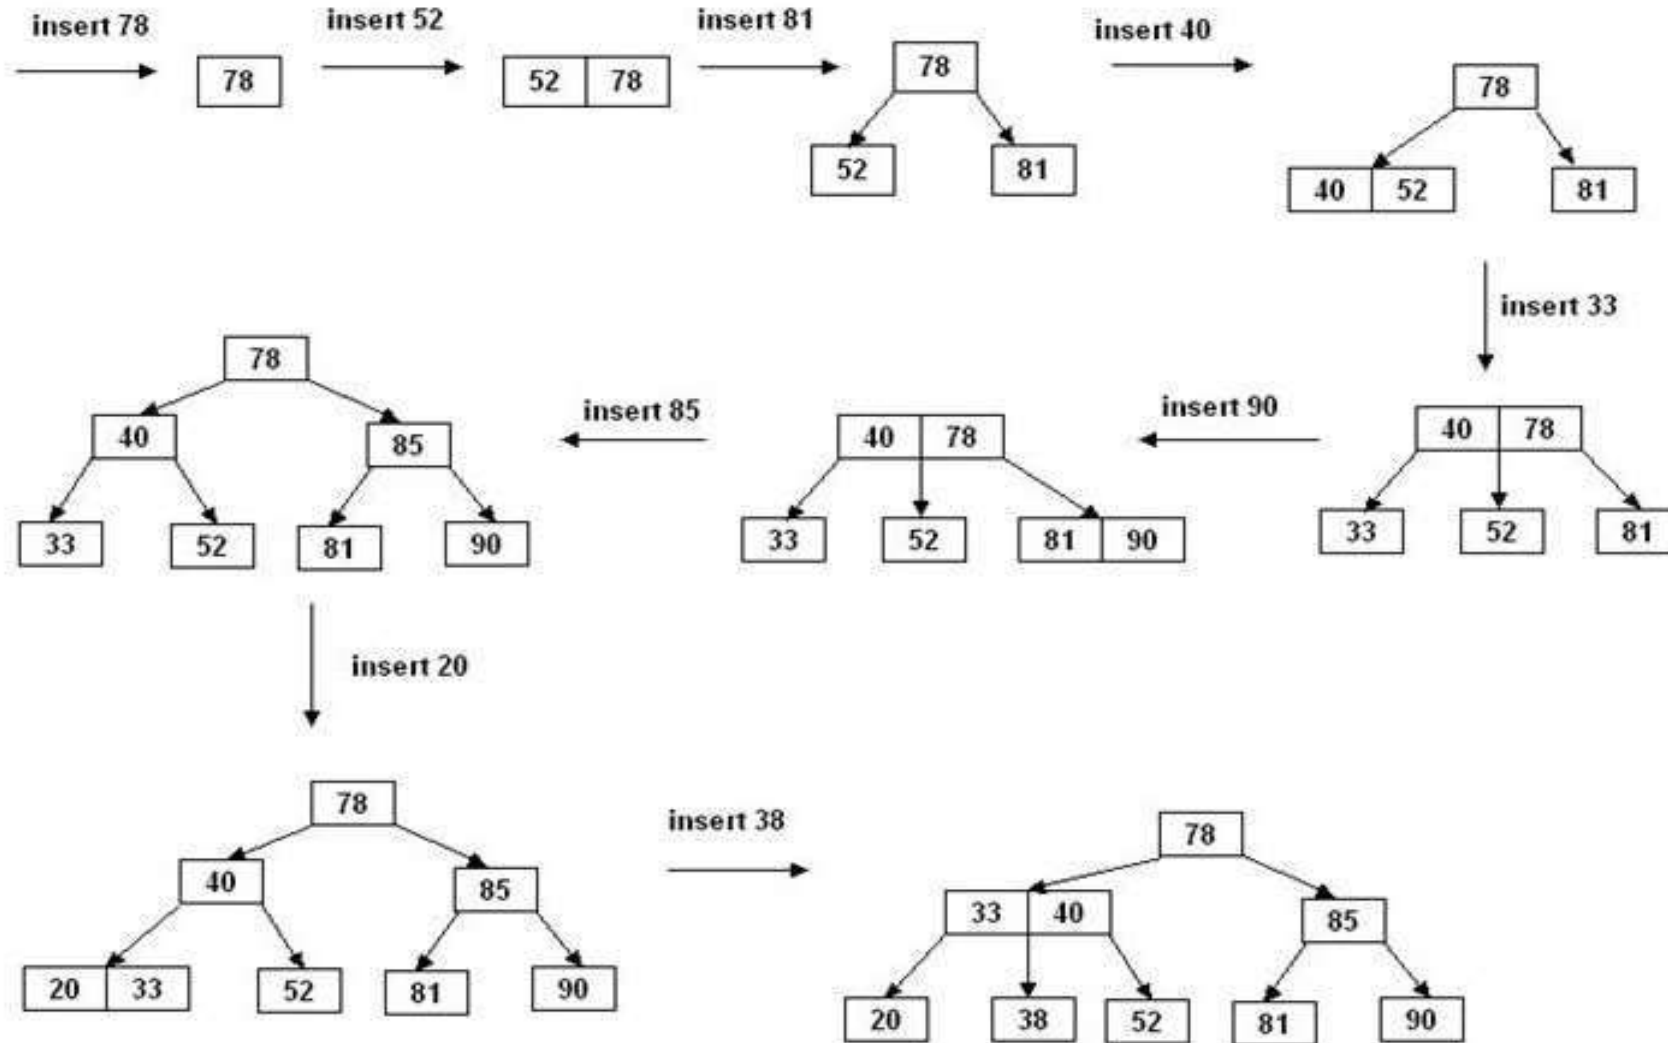 insert 78
78
insert 52
52 78
insert 81
78
52 81
insert 40
78
40 52 81
insert 33
40 78
33 52 81
insert 90
40 78
33 52 81 90
insert 85
78
40 85
33 52 81 90
insert 20
78
40 85
20 33 52 81 90
insert 38
78
33 40 85
20 38 52 81 90